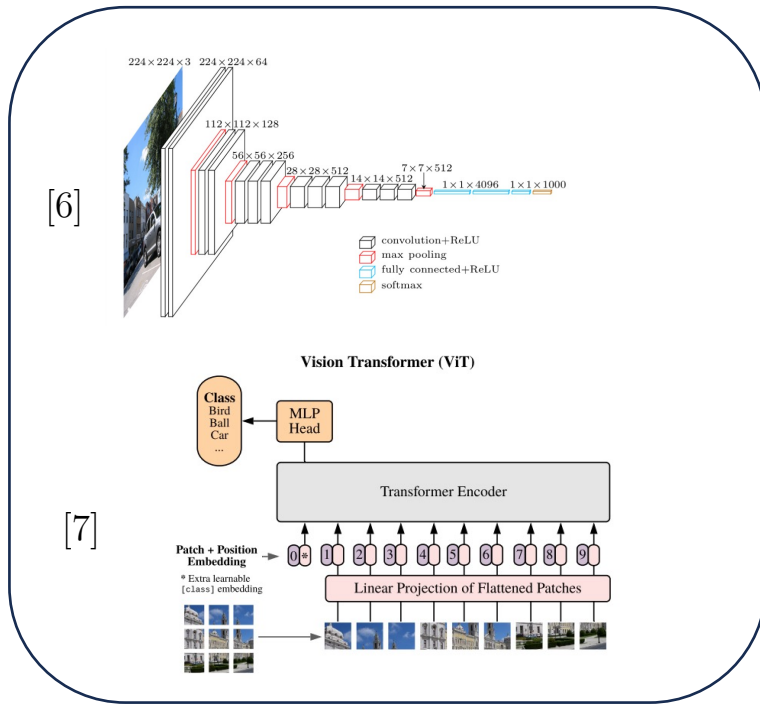 224×224×3 224×224×64
112×112×128
56×56×256
28×28×512
14×14×512
7×7×512
1×1×4096 1×1×1000
[6]
convolution+ReLU
max pooling
fully connected+ReLU
softmax
Vision Transformer (ViT)
Class
Bird
Ball
Car
...
MLP
Head
Transformer Encoder
[7]
Patch + Position
Embedding
0 * 1 2 3 4 5 6 7 8 9
* Extra learnable
[class] embedding
Linear Projection of Flattened Patches